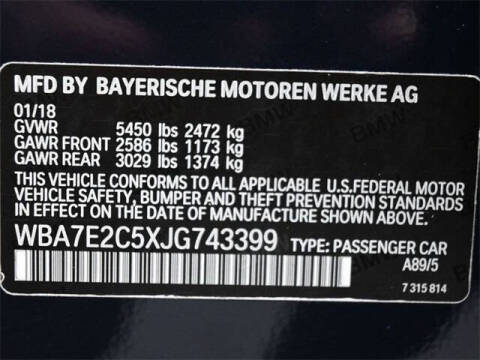 MFD BY BAYERISCHE MOTOREN WERKE AG
01/18
GVWR 5450 lbs 2472 kg
GAWR FRONT 2586 lbs 1173 kg
GAWR REAR 3029 lbs 1374 kg
THIS VEHICLE CONFORMS TO ALL APPLICABLE U.S.FEDERAL MOTOR
VEHICLE SAFETY, BUMPER AND THEFT PREVENTION STANDARDS IN
EFFECT ON THE DATE OF MANUFACTURE SHOWN ABOVE.
WBA7E2C5XJG743399 TYPE: PASSENGER CAR
A89/5
7 315 814